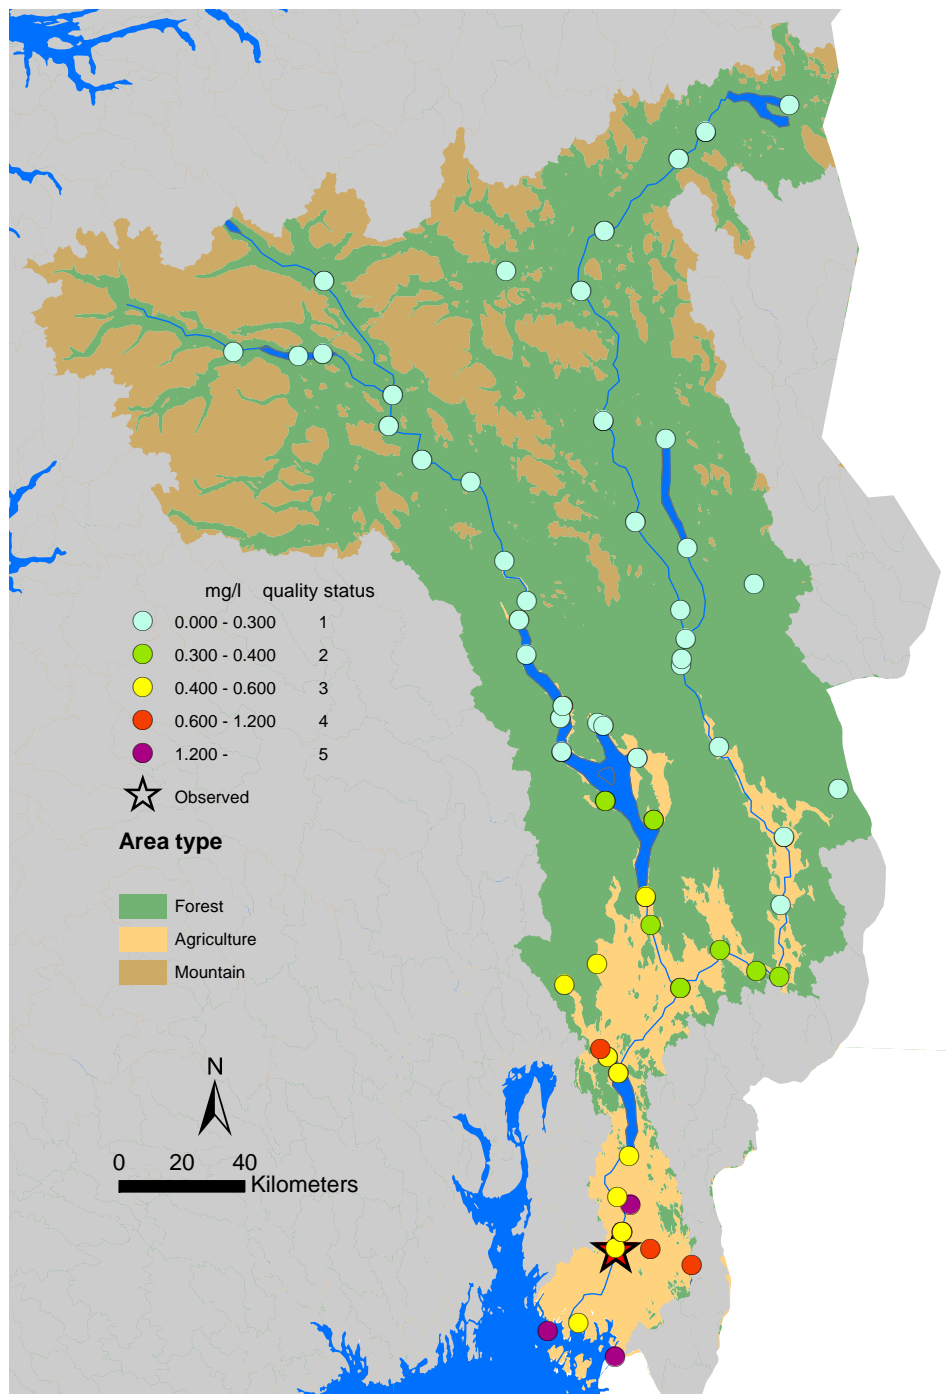 mg/l quality status
0.000 - 0.300 1
0.300 - 0.400 2
0.400 - 0.600 3
0.600 - 1.200 4
1.200 - 5
Observed
Area type
Forest
Agriculture
Mountain
N
0 20 40
Kilometers